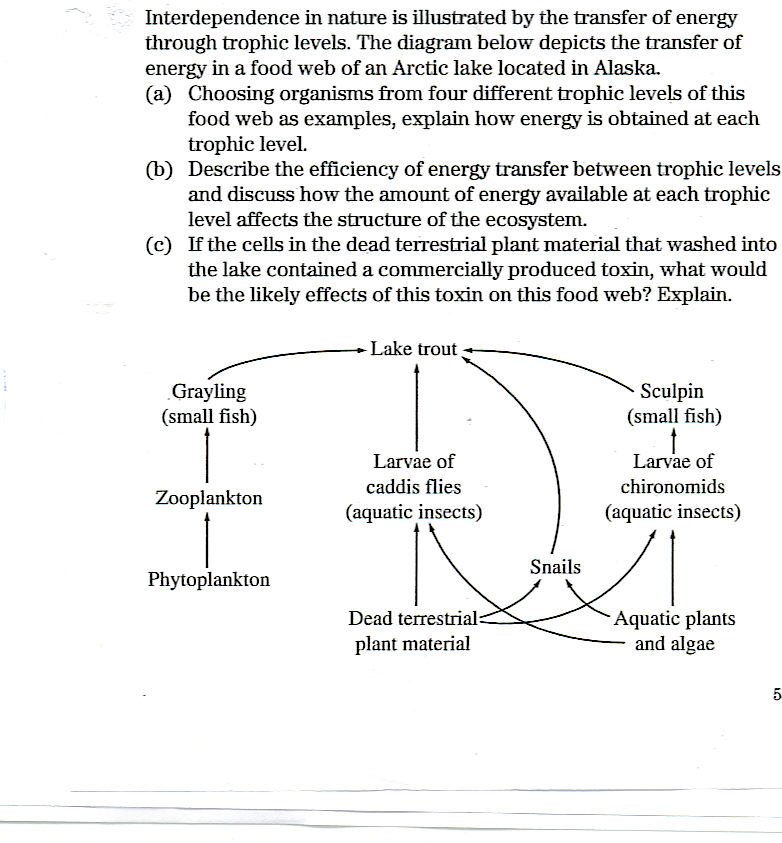 Interdependence in nature is illustrated by the transfer of energy
through trophic levels. The diagram below depicts the transfer of
energy in a food web of an Arctic lake located in Alaska.
(a) Choosing organisms from four different trophic levels of this
food web as examples, explain how energy is obtained at each
trophic level.
(b) Describe the efficiency of energy transfer between trophic levels
and discuss how the amount of energy available at each trophic
level affects the structure of the ecosystem.
(c) If the cells in the dead terrestrial plant material that washed into
the lake contained a commercially produced toxin, what would
be the likely effects of this toxin on this food web? Explain.
Lake trout
Grayling
(small fish)
Sculpin
(small fish)
Larvae of
caddis flies
(aquatic insects)
Larvae of
chironomids
(aquatic insects)
Zooplankton
Snails
Phytoplankton
Dead terrestrial
plant material
Aquatic plants
and algae
5